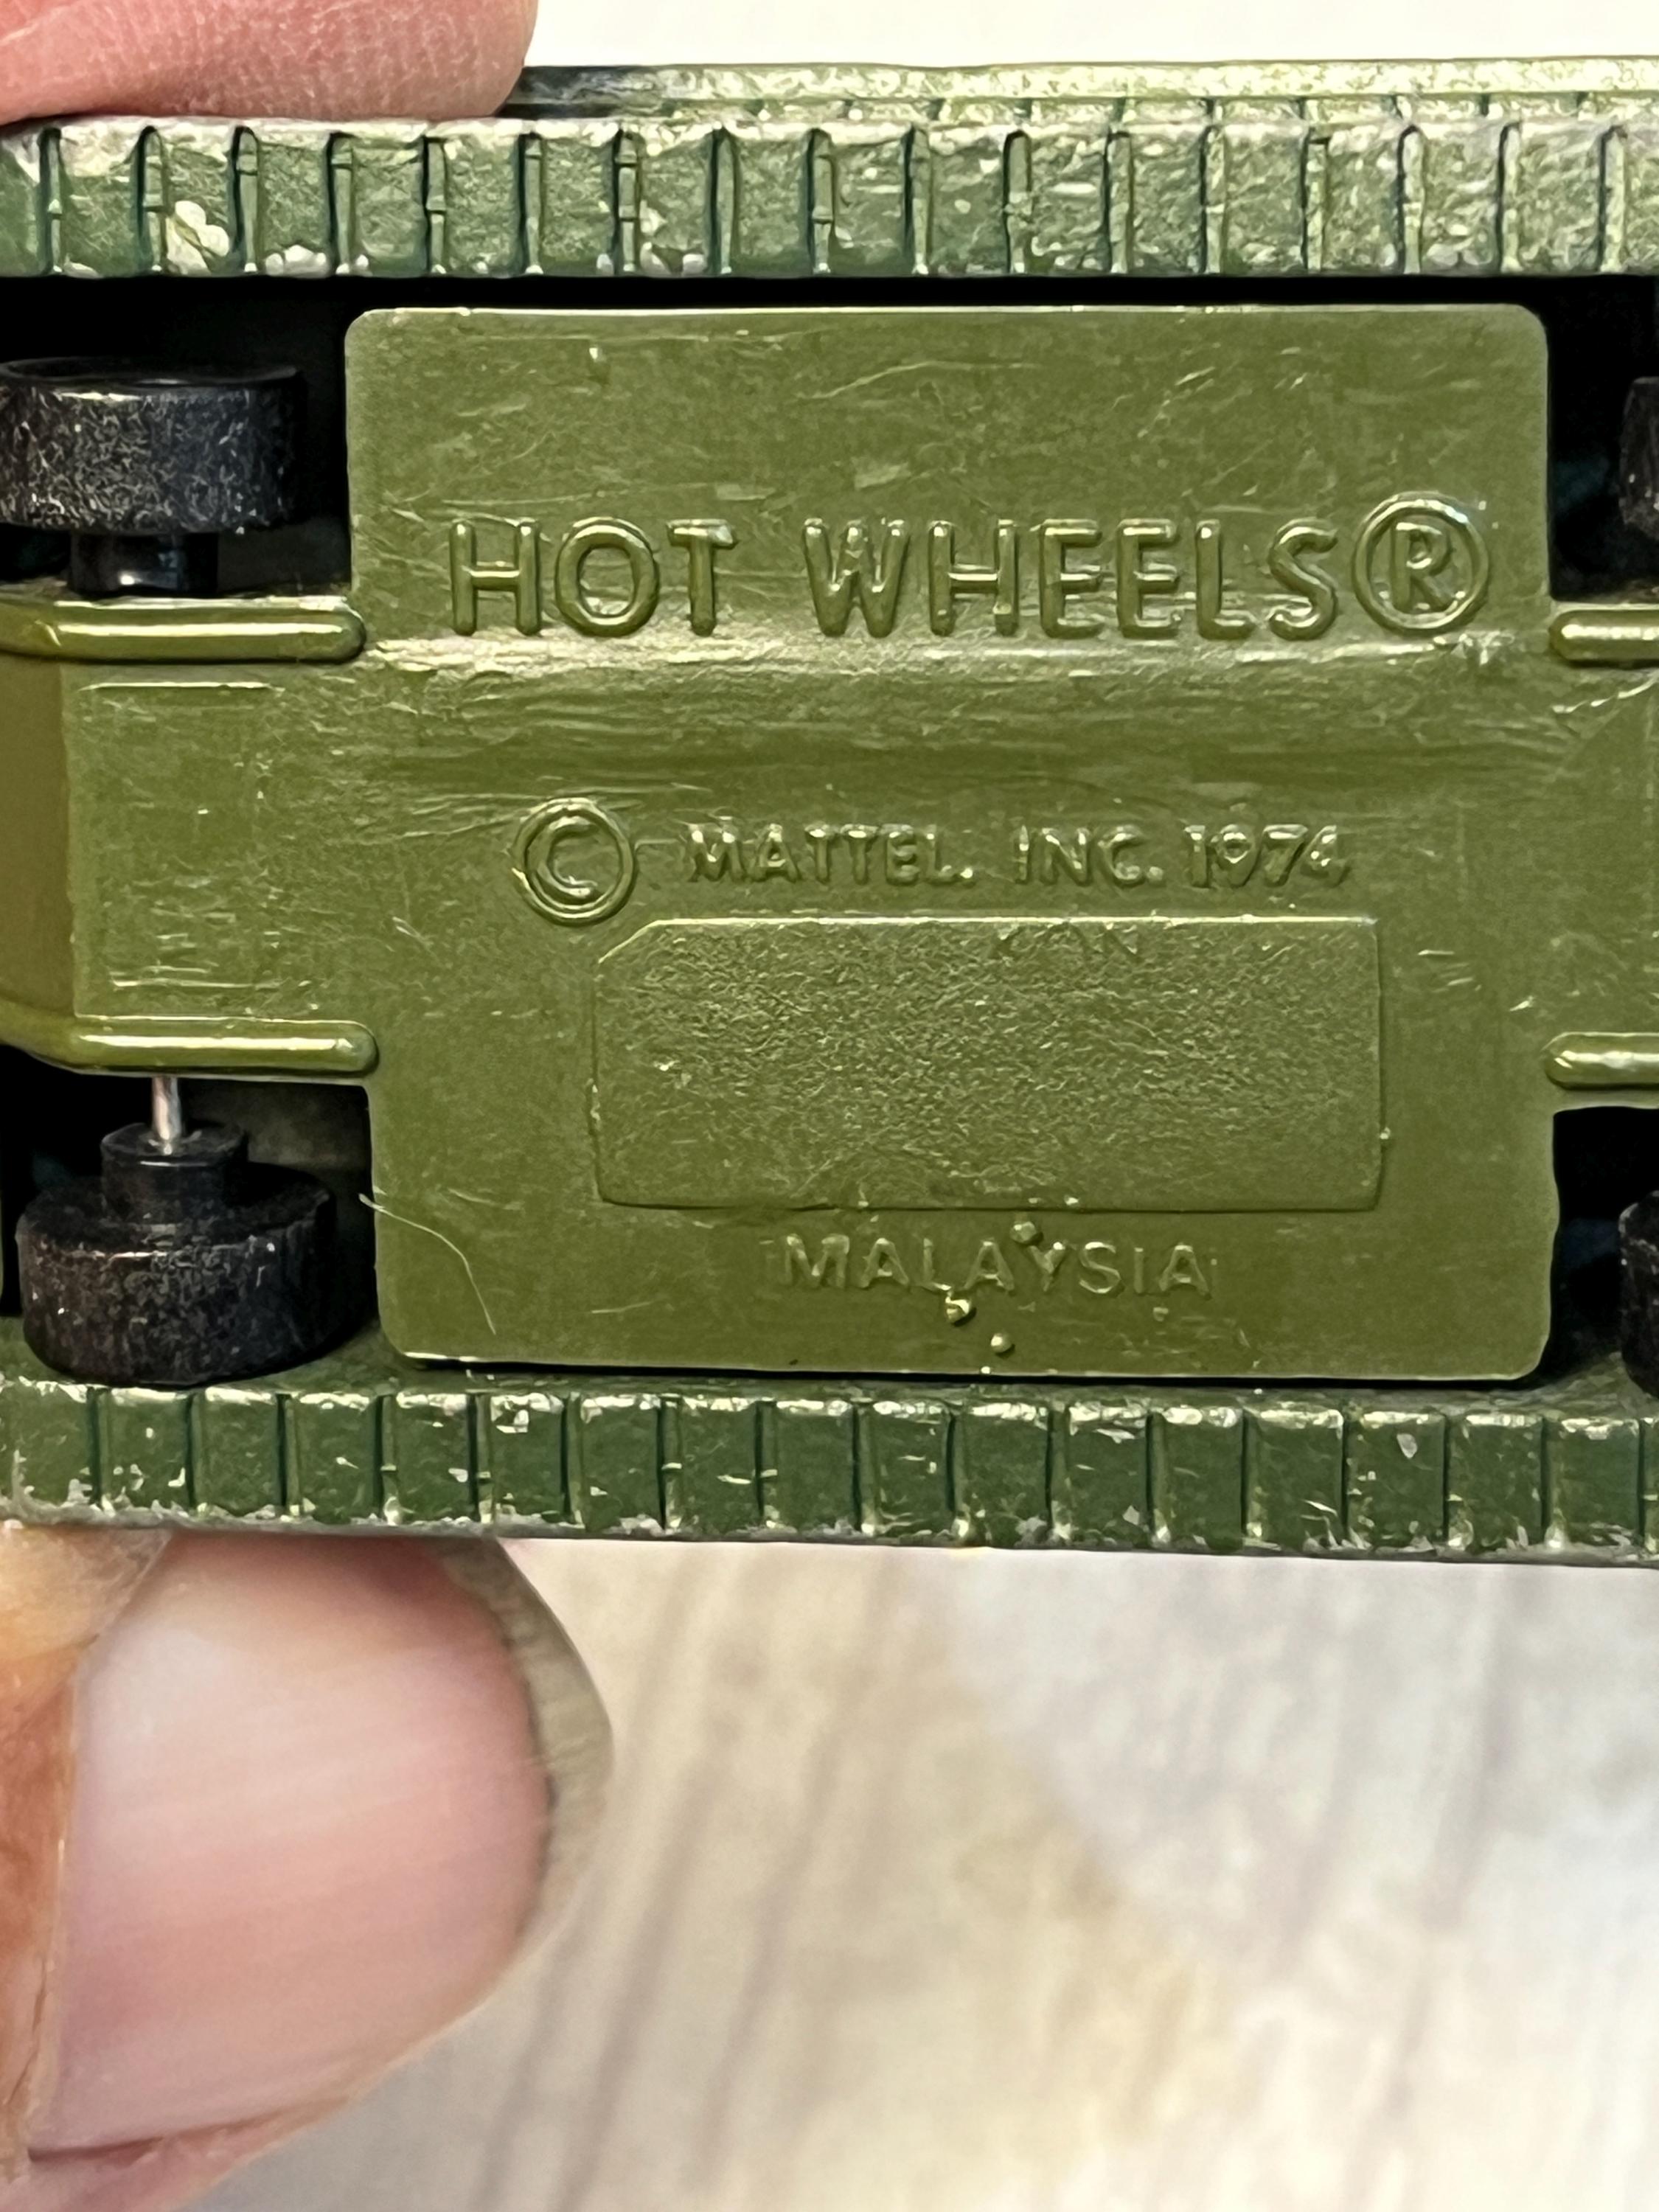 HOT WHEELS®
© MATTEL. INC. 1974
MALAYSIA